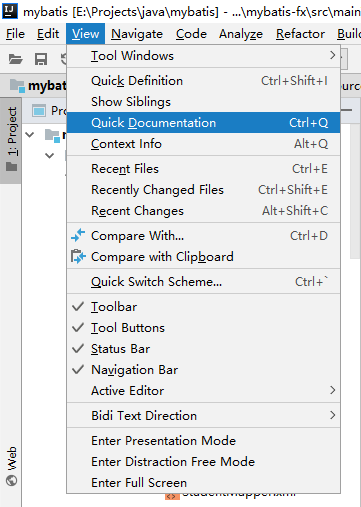 mybatis [E:\Projects\java\mybatis] - ...\mybatis-fx\src\main
File Edit View Navigate Code Analyze Refactor Build
mybatis
1: Project
Tool Windows
Quick Definition Ctrl+Shift+I
Show Siblings
Quick Documentation Ctrl+Q
Context Info Alt+Q
Recent Files Ctrl+E
Recently Changed Files Ctrl+Shift+E
Recent Changes Alt+Shift+C
Compare With... Ctrl+D
Compare with Clipboard
Quick Switch Scheme... Ctrl+`
Toolbar
Tool Buttons
Status Bar
Navigation Bar
Active Editor
Bidi Text Direction
Enter Presentation Mode
Enter Distraction Free Mode
Enter Full Screen
Web